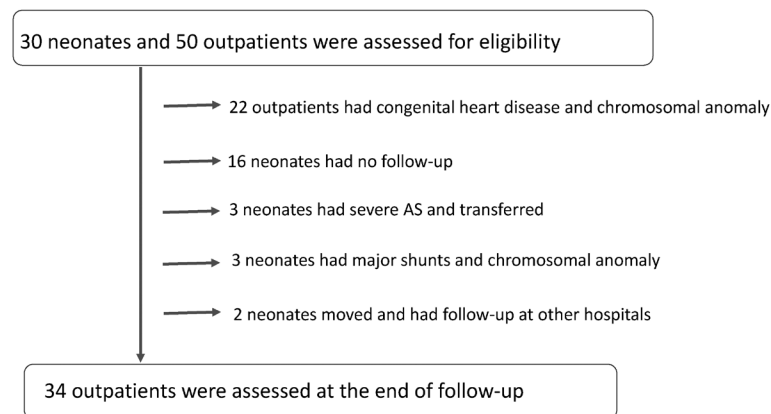 30 neonates and 50 outpatients were assessed for eligibility
22 outpatients had congenital heart disease and chromosomal anomaly
16 neonates had no follow-up
3 neonates had severe AS and transferred
3 neonates had major shunts and chromosomal anomaly
2 neonates moved and had follow-up at other hospitals
34 outpatients were assessed at the end of follow-up